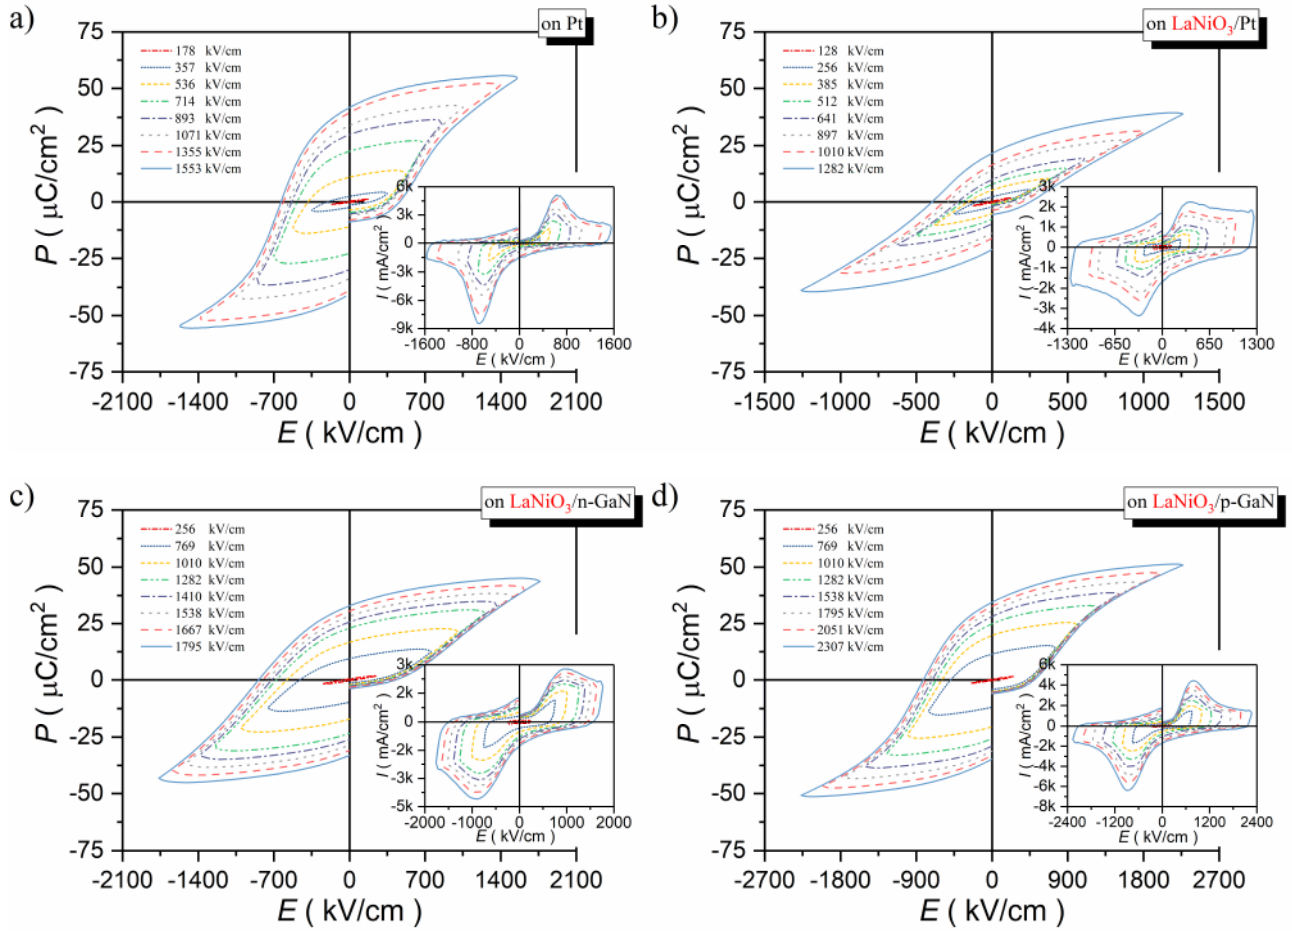 a)
on Pt
75
50
25
0
-25
-50
-75
P ( μC/cm²)
178 kV/cm
357 kV/cm
536 kV/cm
714 kV/cm
893 kV/cm
1071 kV/cm
1355 kV/cm
1553 kV/cm
6k
3k
0
-3k
-6k
-9k
I ( mA/cm²)
-1600 -800 0 800 1600
E ( kV/cm)
-2100 -1400 -700 0 700 1400 2100
E ( kV/cm)
b)
on LaNiO₃/Pt
75
50
25
0
-25
-50
-75
P ( μC/cm²)
128 kV/cm
256 kV/cm
385 kV/cm
512 kV/cm
641 kV/cm
897 kV/cm
1010 kV/cm
1282 kV/cm
3k
2k
1k
0
-1k
-2k
-3k
-4k
I ( mA/cm²)
-1300 -650 0 650 1300
E ( kV/cm)
-1500 -1000 -500 0 500 1000 1500
E ( kV/cm)
c)
on LaNiO₃/n-GaN
75
50
25
0
-25
-50
-75
P ( μC/cm²)
256 kV/cm
769 kV/cm
1010 kV/cm
1282 kV/cm
1410 kV/cm
1538 kV/cm
1667 kV/cm
1795 kV/cm
3k
2k
0
-2k
-3k
-5k
I ( mA/cm²)
-2000 -1000 0 1000 2000
E ( kV/cm)
-2100 -1400 -700 0 700 1400 2100
E ( kV/cm)
d)
on LaNiO₃/p-GaN
75
50
25
0
-25
-50
-75
P ( μC/cm²)
256 kV/cm
769 kV/cm
1010 kV/cm
1282 kV/cm
1538 kV/cm
1795 kV/cm
2051 kV/cm
2307 kV/cm
6k
4k
2k
0
-2k
-4k
-6k
-8k
I ( mA/cm²)
-2400 -1200 0 1200 2400
E ( kV/cm)
-2700 -1800 -900 0 900 1800 2700
E ( kV/cm)